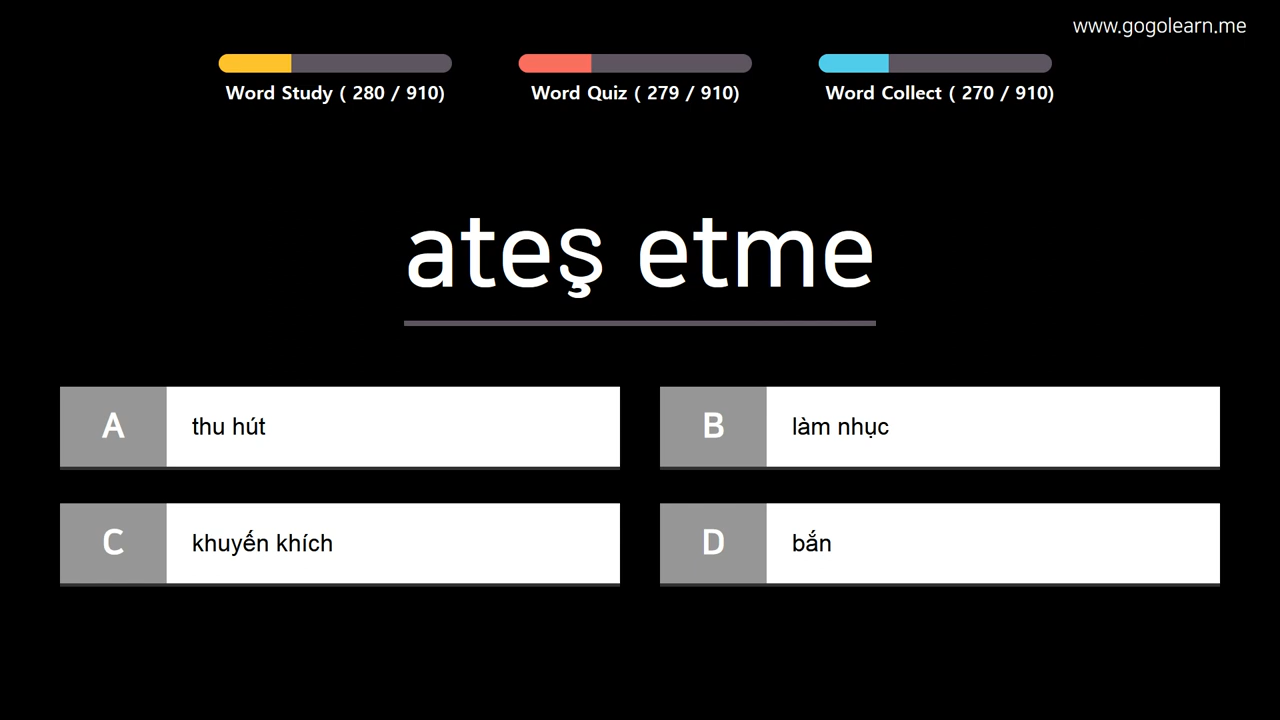 www.gogolearn.me
Word Study ( 280 / 910)
Word Quiz ( 279 / 910)
Word Collect ( 270 / 910)
ateş etme
A
thu hút
B
làm nhục
C
khuyến khích
D
bắn